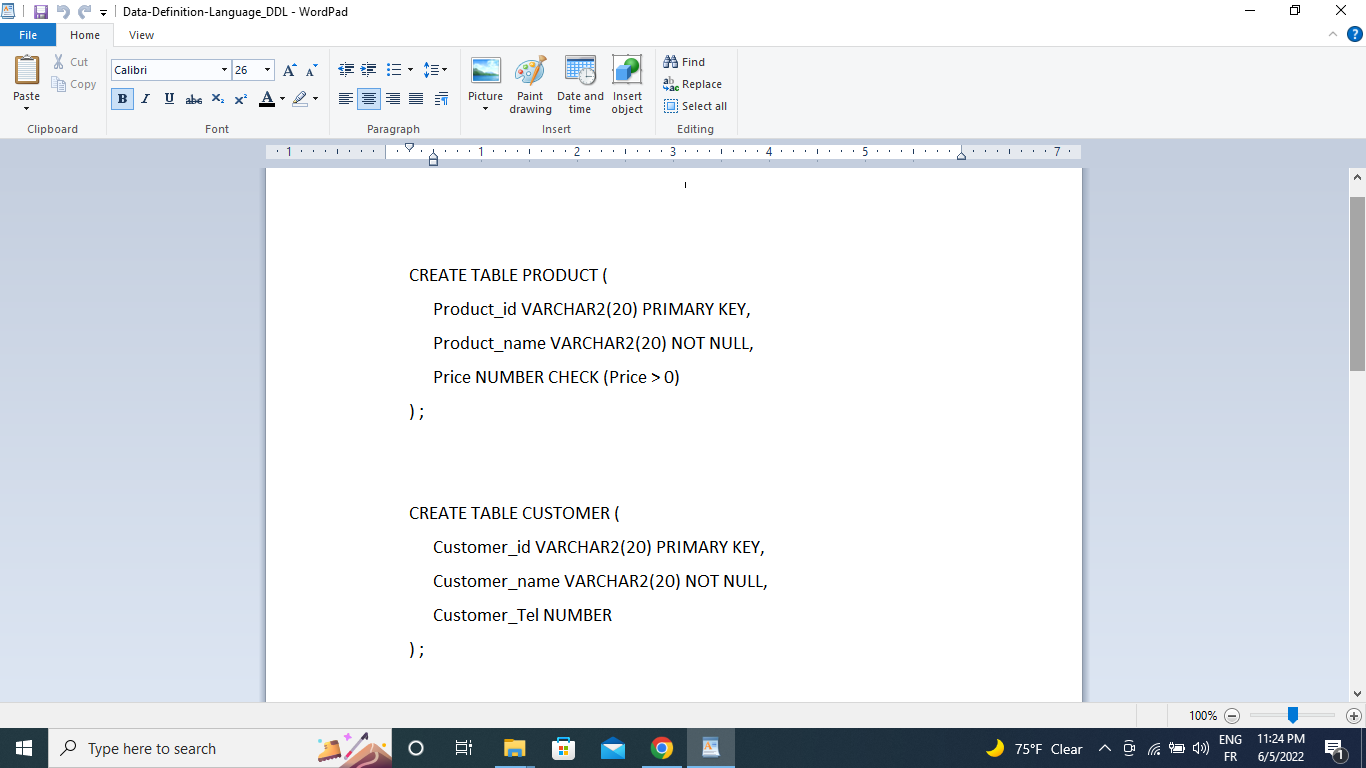 Data-Definition-Language_DDL - WordPad
File
Home
View
Paste
Cut
Copy
Clipboard
Calibri
26
Font
Paragraph
Picture
Paint drawing
Date and time
Insert object
Insert
Find
Replace
Select all
Editing
1 1 2 3 4 5 7
CREATE TABLE PRODUCT (
Product_id VARCHAR2(20) PRIMARY KEY,
Product_name VARCHAR2(20) NOT NULL,
Price NUMBER CHECK (Price > 0)
) ;
CREATE TABLE CUSTOMER (
Customer_id VARCHAR2(20) PRIMARY KEY,
Customer_name VARCHAR2(20) NOT NULL,
Customer_Tel NUMBER
) ;
100%
Type here to search
75°F Clear
ENG
FR
11:24 PM
6/5/2022
1